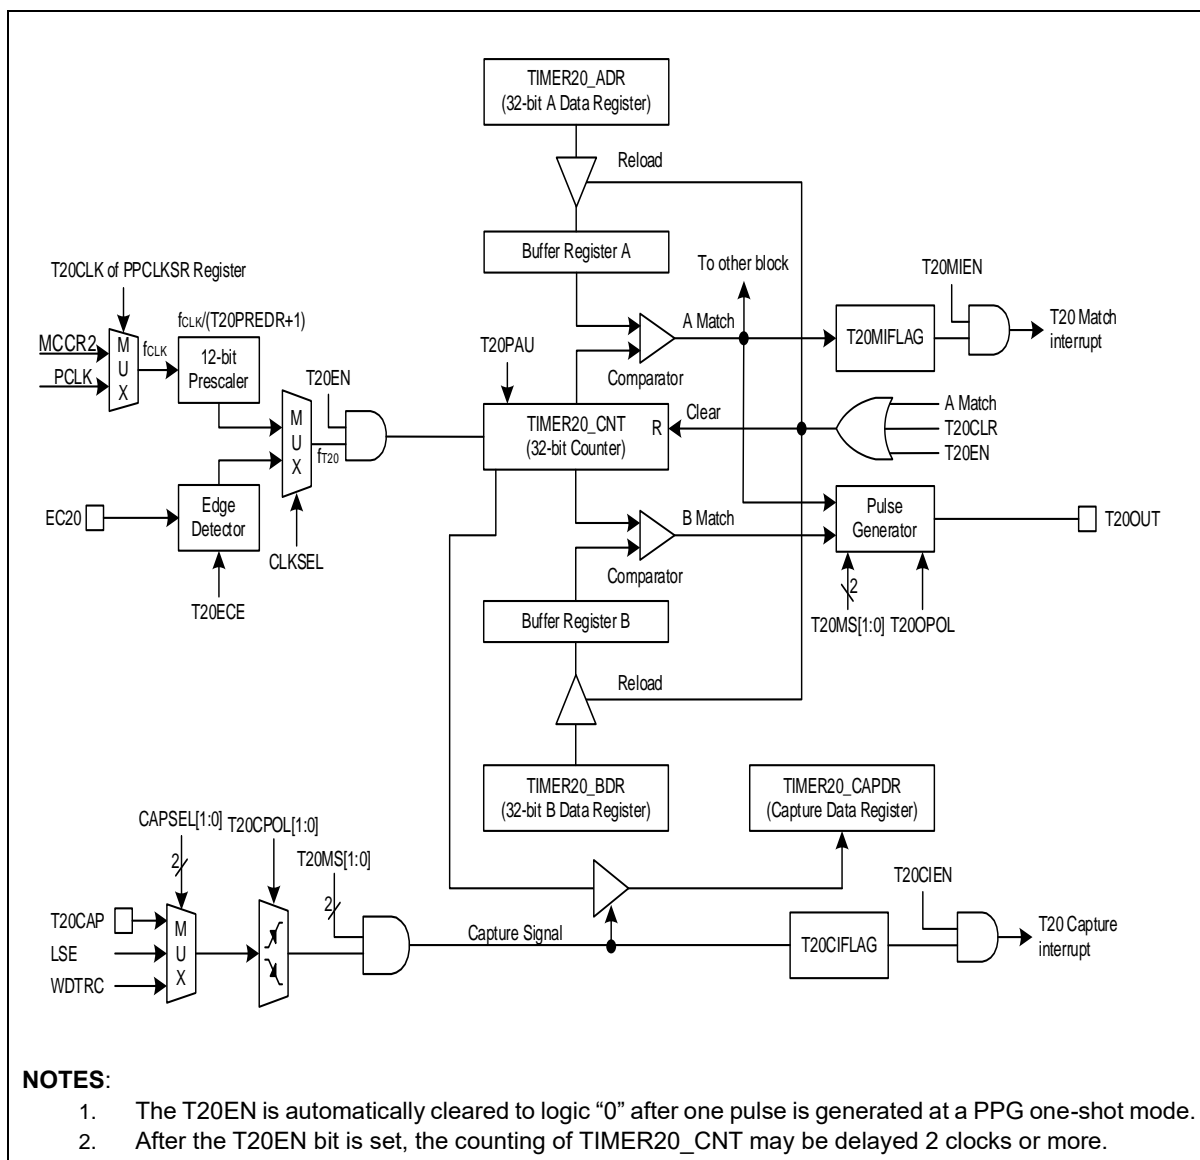 TIMER20_ADR
(32-bit A Data Register)
Reload
Buffer Register A
T20CLK of PPCLKSR Register
To other block
T20MIEN
fCLK/(T20PREDR+1)
MCCR2
PCLK
M
U
X
fCLK
12-bit
Prescaler
T20PAU
A Match
T20MIFLAG
T20 Match
interrupt
Comparator
T20EN
M
U
X
fT20
TIMER20_CNT
(32-bit Counter)
R
Clear
A Match
T20CLR
T20EN
EC20
Edge
Detector
CLKSEL
T20ECE
B Match
Comparator
Pulse
Generator
T20OUT
2
T20MS[1:0]
T20OPOL
Buffer Register B
Reload
TIMER20_BDR
(32-bit B Data Register)
TIMER20_CAPDR
(Capture Data Register)
CAPSEL[1:0]
T20CPOL[1:0]
T20MS[1:0]
2
2
T20CAP
LSE
WDTRC
M
U
X
Capture Signal
T20CIEN
T20CIFLAG
T20 Capture
interrupt
NOTES:
1. The T20EN is automatically cleared to logic “0” after one pulse is generated at a PPG one-shot mode.
2. After the T20EN bit is set, the counting of TIMER20_CNT may be delayed 2 clocks or more.